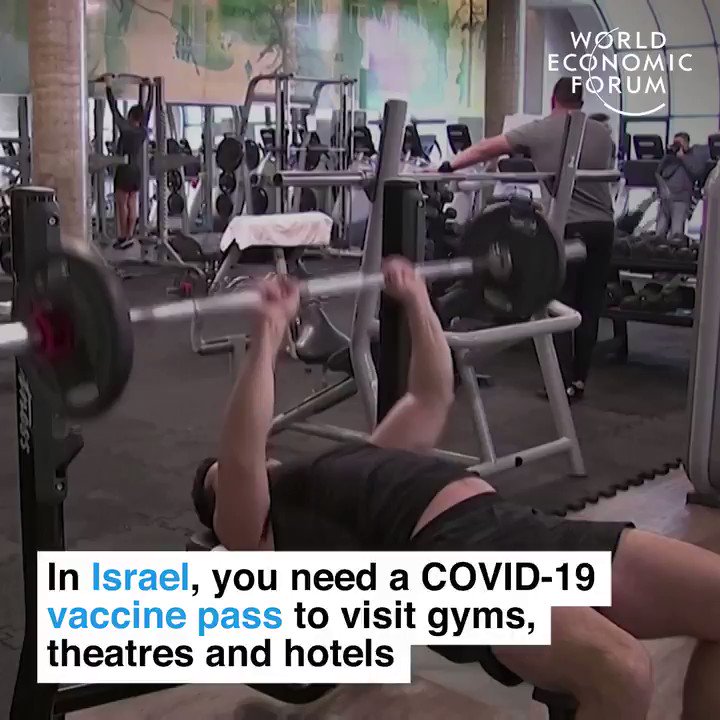 WORLD
ECONOMIC
FORUM
In Israel, you need a COVID-19
vaccine pass to visit gyms,
theatres and hotels